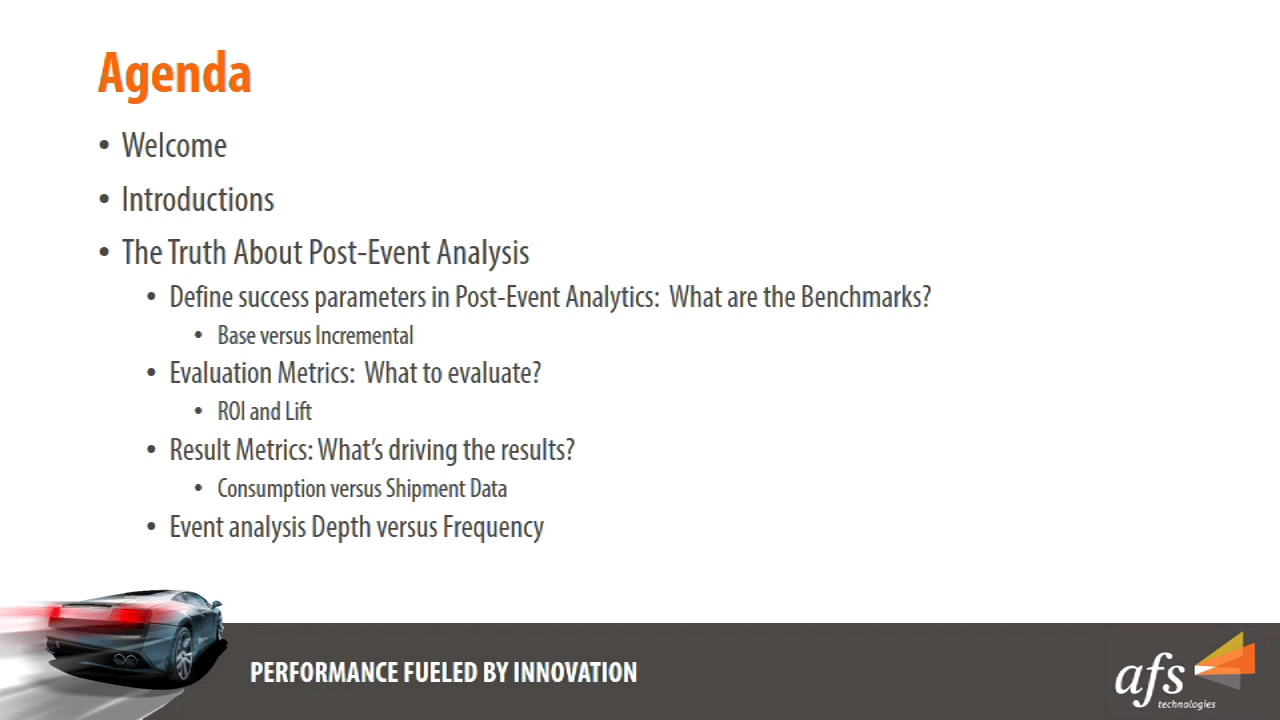 Agenda
• Welcome
• Introductions
• The Truth About Post-Event Analysis
• Define success parameters in Post-Event Analytics:  What are the Benchmarks?
• Base versus Incremental
• Evaluation Metrics:  What to evaluate?
• ROI and Lift
• Result Metrics: What's driving the results?
• Consumption versus Shipment Data
• Event analysis Depth versus Frequency
PERFORMANCE FUELED BY INNOVATION
afs
technologies